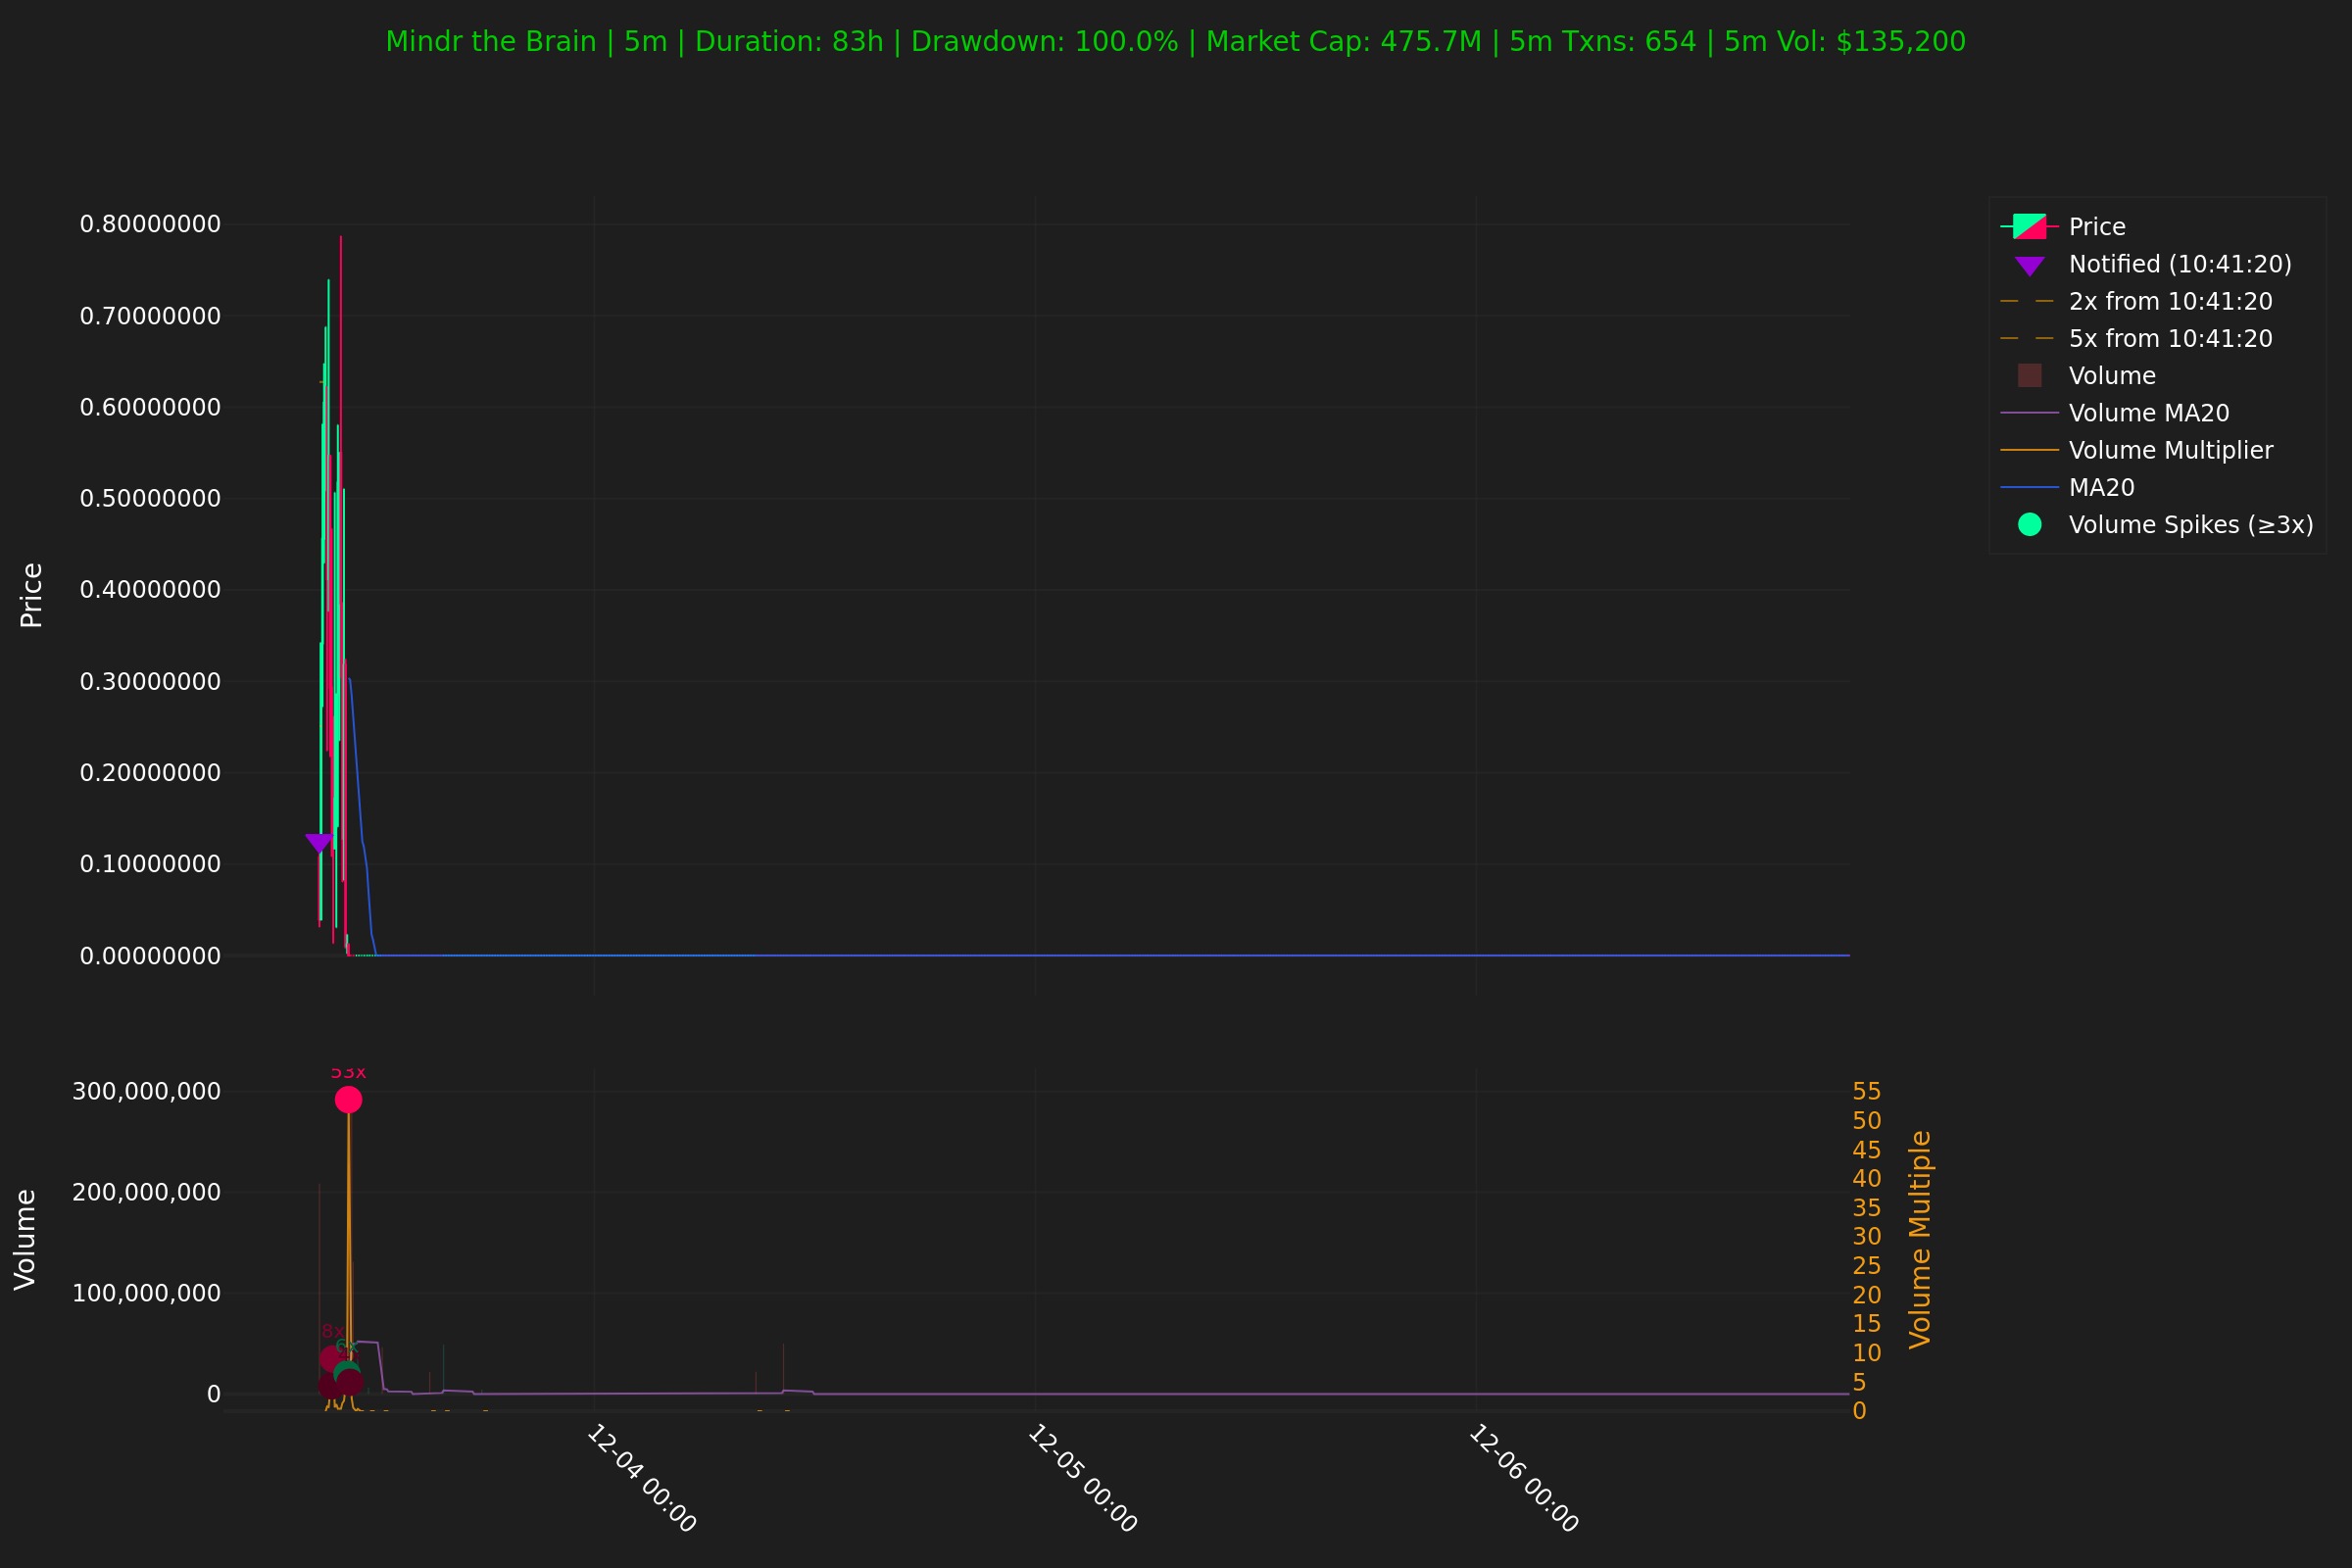 Mindr the Brain | 5m | Duration: 83h | Drawdown: 100.0% | Market Cap: 475.7M | 5m Txns: 654 | 5m Vol: $135,200
Price
0.80000000
0.70000000
0.60000000
0.50000000
0.40000000
0.30000000
0.20000000
0.10000000
0.00000000
Price
Notified (10:41:20)
2x from 10:41:20
5x from 10:41:20
Volume
Volume MA20
Volume Multiplier
MA20
Volume Spikes (≥3x)
Volume
300,000,000
200,000,000
100,000,000
0
53x
8x
6x
55
50
45
40
35
30
25
20
15
10
5
0
Volume Multiple
12-04 00:00
12-05 00:00
12-06 00:00